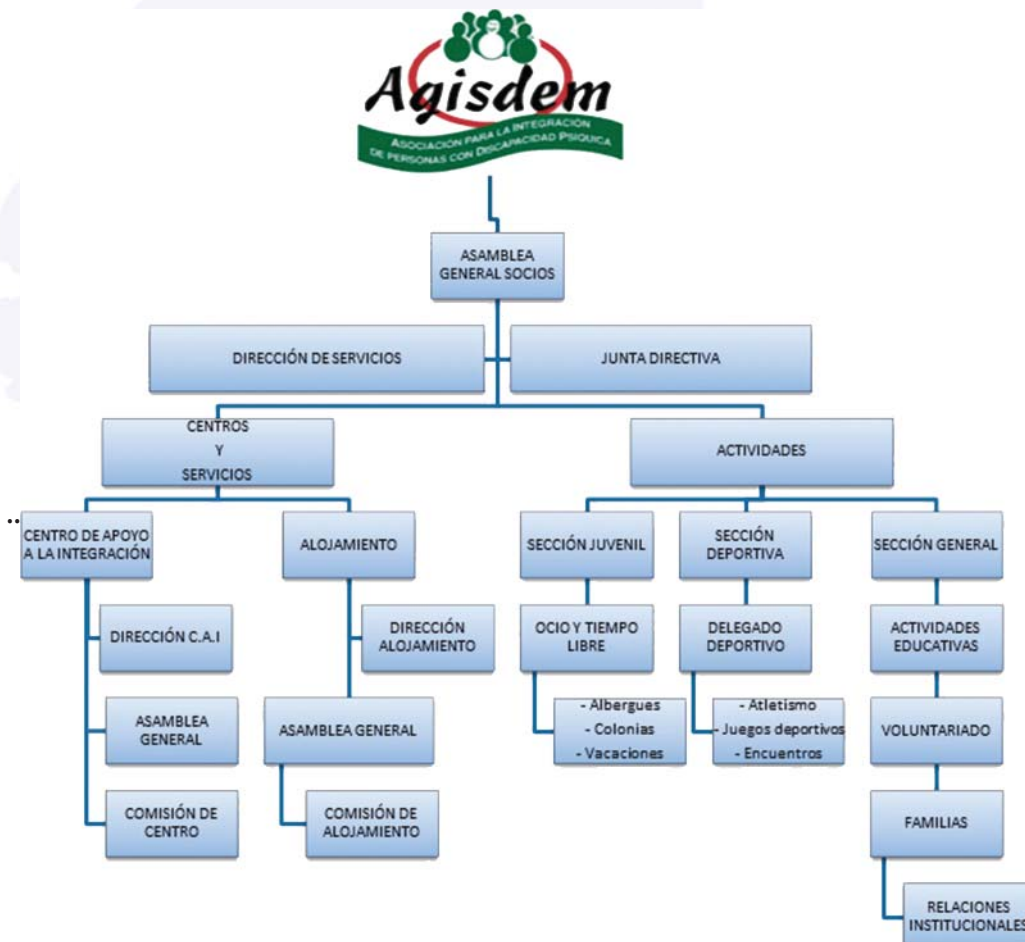 Agisdem
ASOCIACIÓN PARA LA INTEGRACIÓN
DE PERSONAS CON DISCAPACIDAD PSIQUICA
ASAMBLEA
GENERAL SOCIOS
DIRECCIÓN DE SERVICIOS
JUNTA DIRECTIVA
CENTROS
Y
SERVICIOS
ACTIVIDADES
..
CENTRO DE APOYO
A LA INTEGRACIÓN
ALOJAMIENTO
SECCIÓN JUVENIL
SECCIÓN
DEPORTIVA
SECCIÓN GENERAL
DIRECCIÓN C.A.I
DIRECCIÓN
ALOJAMIENTO
OCIO Y TIEMPO
LIBRE
DELEGADO
DEPORTIVO
ACTIVIDADES
EDUCATIVAS
ASAMBLEA
GENERAL
ASAMBLEA GENERAL
- Albergues
- Colonias
- Vacaciones
- Atletismo
- Juegos deportivos
- Encuentros
VOLUNTARIADO
COMISIÓN DE
CENTRO
COMISIÓN DE
ALOJAMIENTO
FAMILIAS
RELACIONES
INSTITUCIONALES